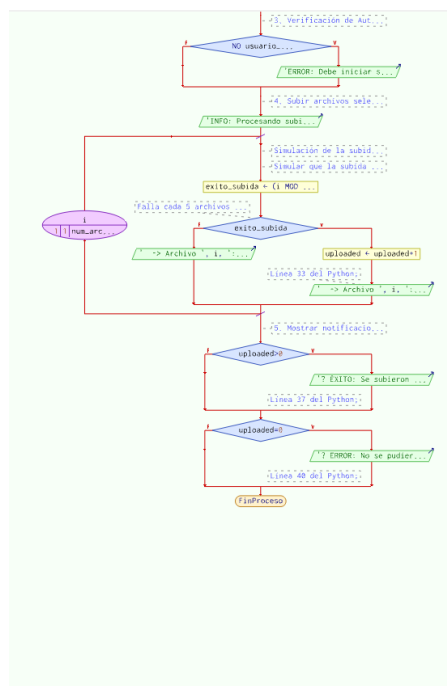 3. Verificación de Aut...
NO usuario_...
F
V
'ERROR: Debe iniciar s...
4. Subir archivos sele...
'INFO: Procesando subi...
Simulación de la subid...
Simular que la subida ...
exito_subida ← (i MOD ...
i
1 1 num_arc...
Falla cada 5 archivos ...
F
exito_subida
V
' -> Archivo ', i, ':...
uploaded ← uploaded+1
Linea 33 del Python;
' -> Archivo ', i, ':...
5. Mostrar notificacio...
F
uploaded>0
V
'? ÉXITO: Se subieron ...
Linea 37 del Python;
F
uploaded=0
V
'? ERROR: No se pudier...
Linea 40 del Python;
FinProceso